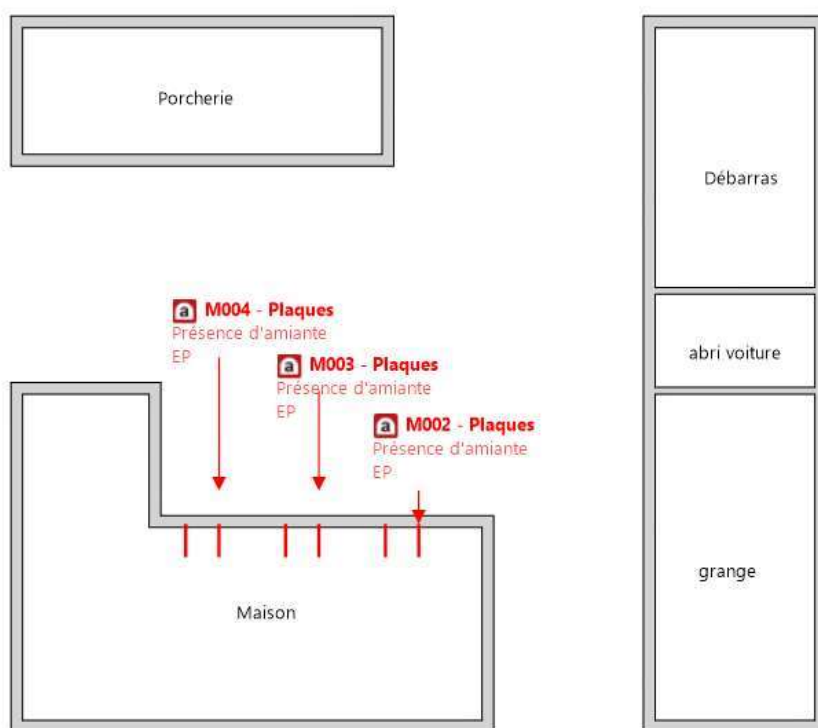 Porcherie
Débarras
a M004 - Plaques
Présence d'amiante
EP
a M003 - Plaques
Présence d'amiante
EP
abri voiture
a M002 - Plaques
Présence d'amiante
EP
grange
Maison